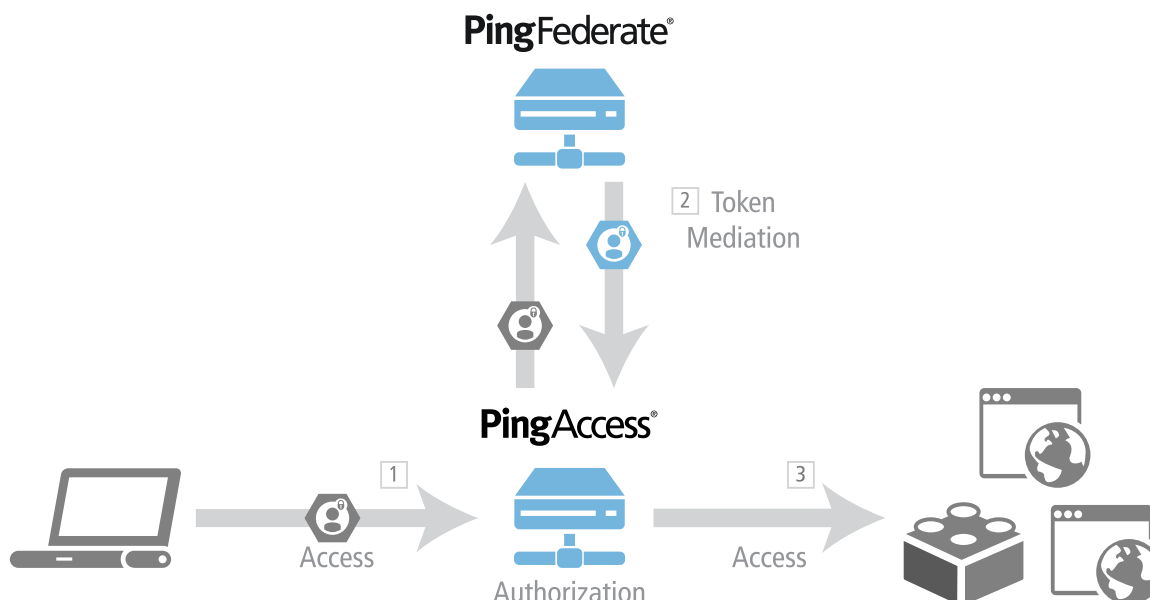 PingFederate®
2 Token
Mediation
PingAccess®
1
3
Access
Access
Authorization